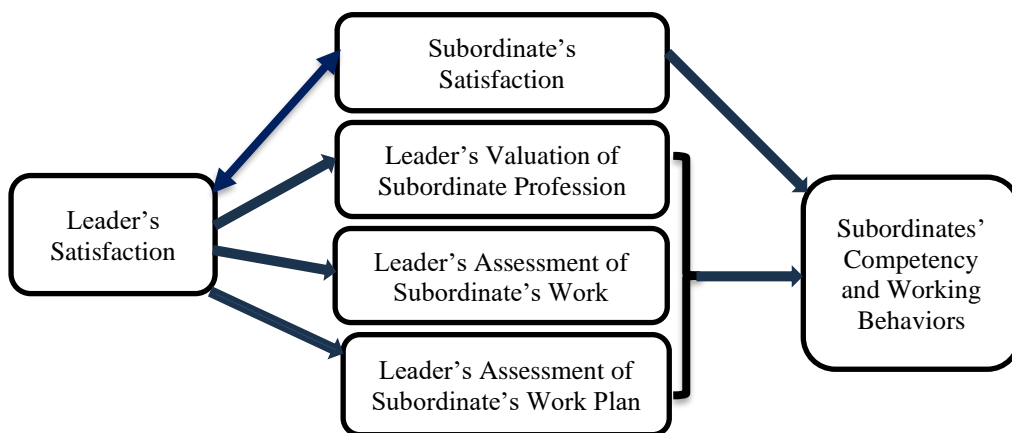 Subordinate’s
Satisfaction
Leader’s Valuation of
Subordinate Profession
Leader’s
Satisfaction
Leader’s Assessment of
Subordinate’s Work
Leader’s Assessment of
Subordinate’s Work Plan
Subordinates’
Competency
and Working
Behaviors